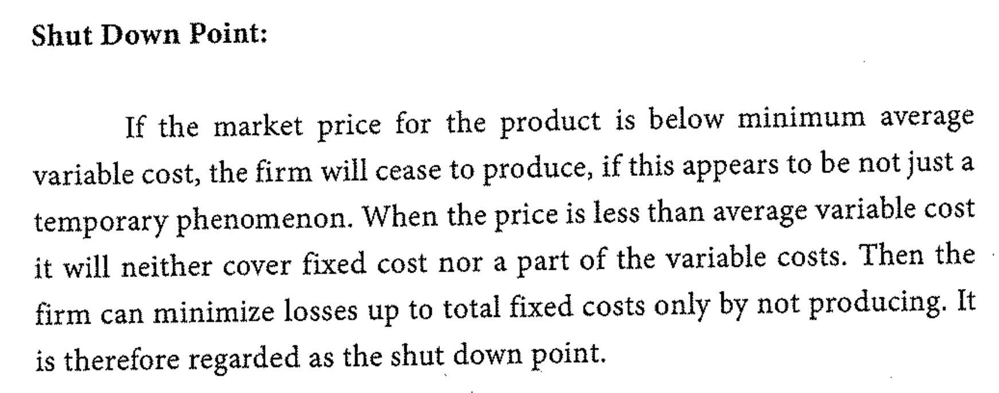 Shut Down Point:
If the market price for the product is below minimum average
variable cost, the firm will cease to produce, if this appears to be not just a
temporary phenomenon. When the price is less than average variable cost
it will neither cover fixed cost nor a part of the variable costs. Then the
firm can minimize losses up to total fixed costs only by not producing. It
is therefore regarded as the shut down point.